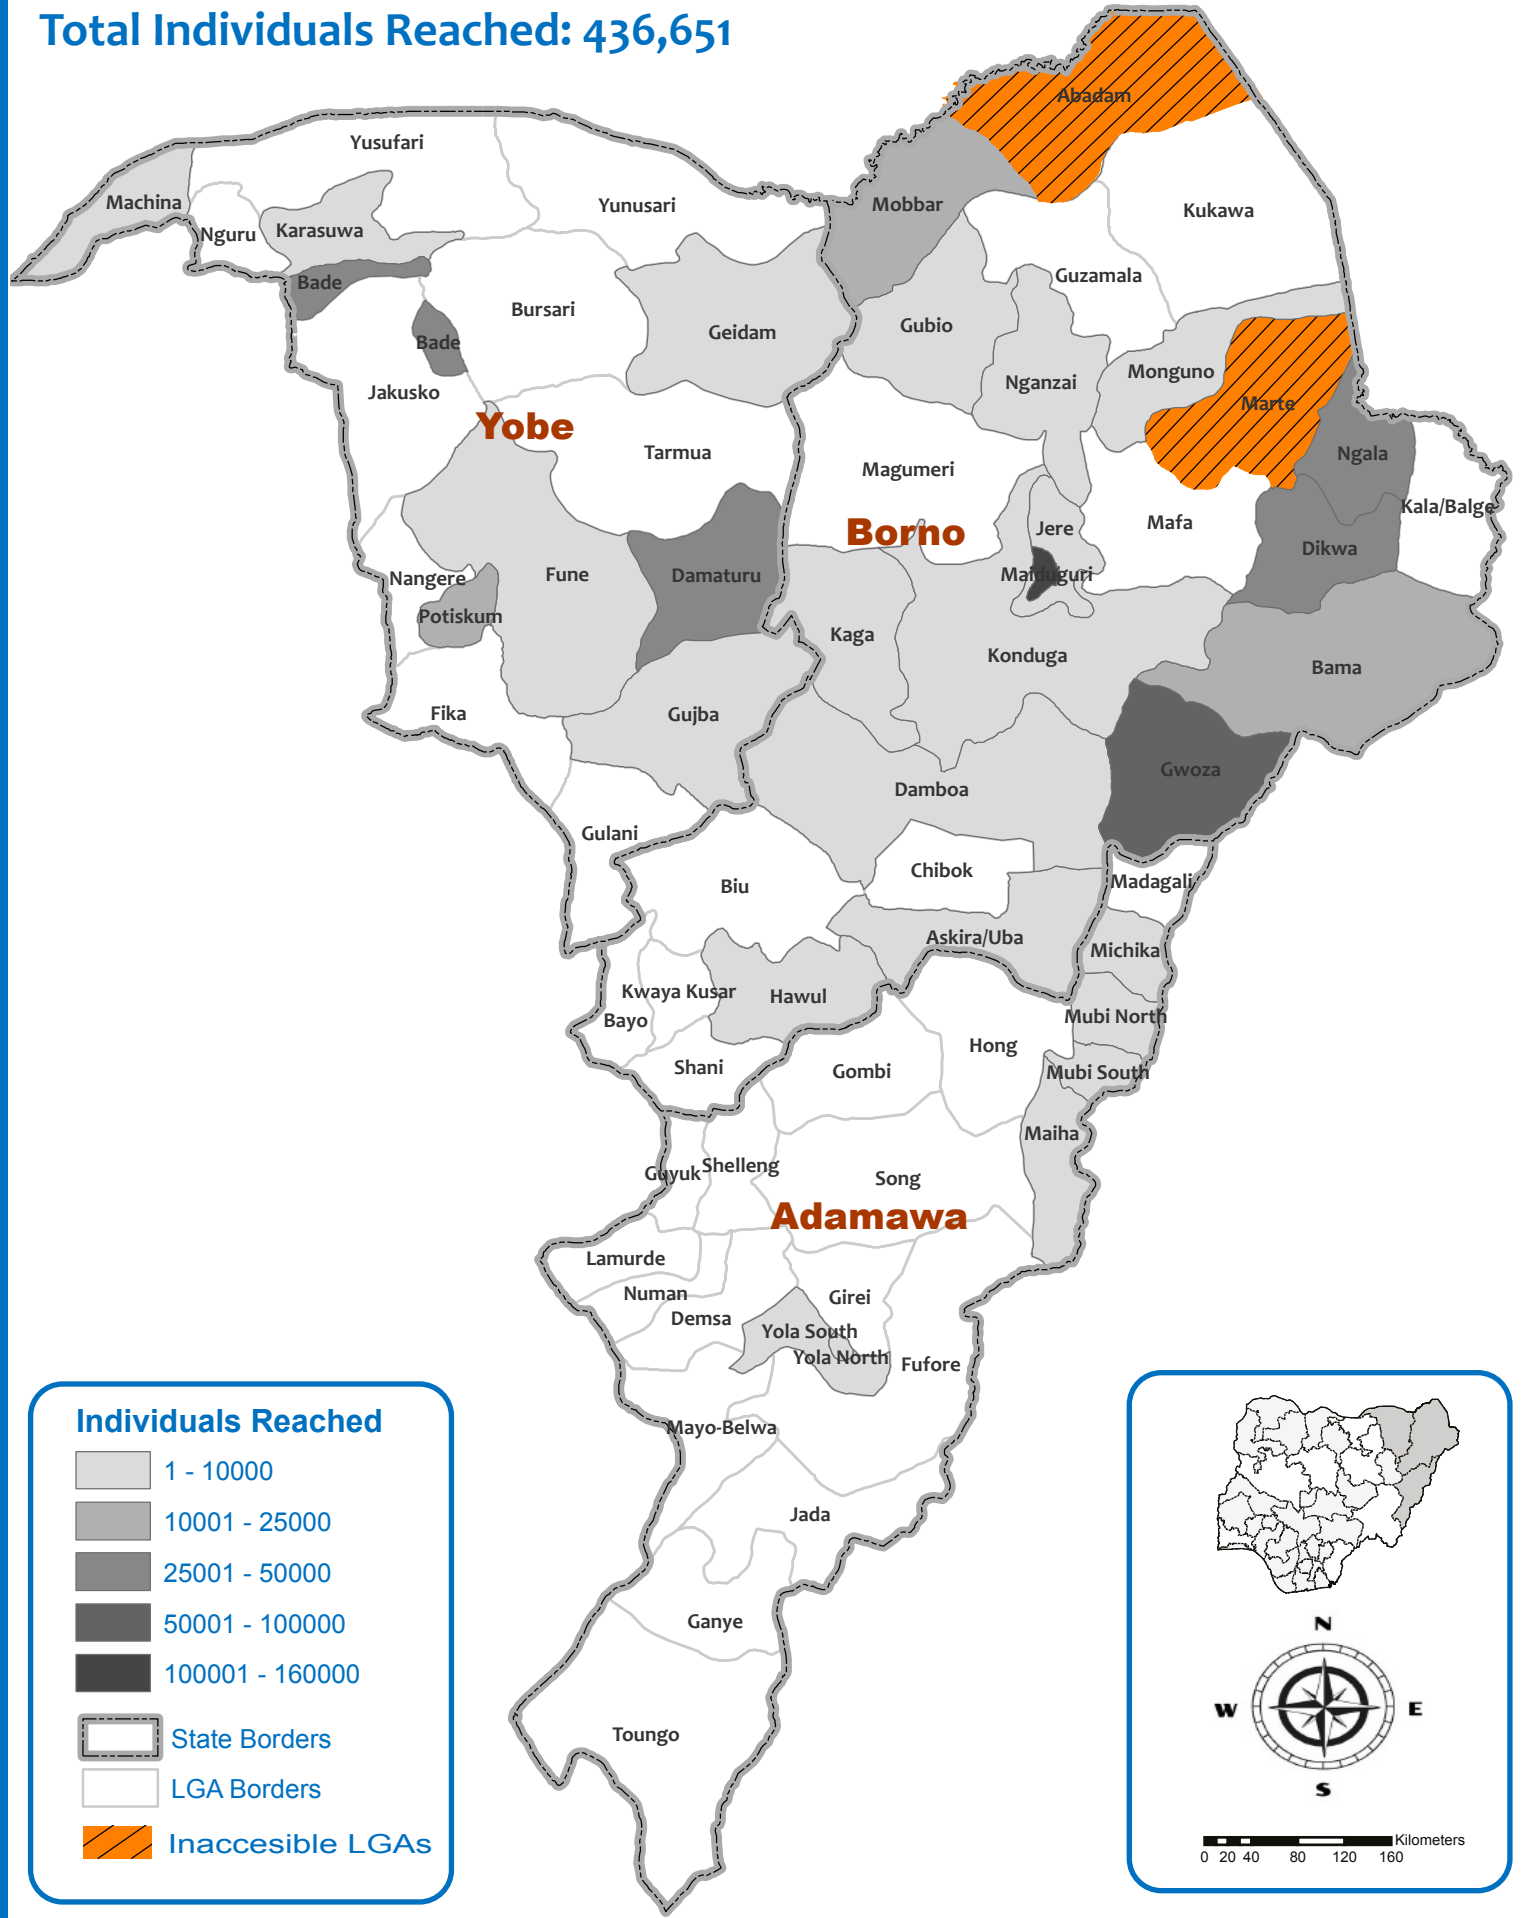 Total Individuals Reached: 436,651
Abadam
Yusufari
Machina
Yunusari
Mobbar
Kukawa
Nguru
Karasuwa
Guzamala
Bade
Bursari
Geidam
Gubio
Bade
Monguno
Nganzai
Jakusko
Marte
Yobe
Tarmua
Ngala
Magumeri
Kala/Balge
Mafa
Jere
Borno
Dikwa
Nangere
Fune
Damaturu
Maiduguri
Potiskum
Kaga
Konduga
Bama
Fika
Gujba
Gwoza
Damboa
Gulani
Chibok
Biu
Madagali
Askira/Uba
Michika
Kwaya Kusar
Hawul
Bayo
Mubi North
Hong
Shani
Gombi
Mubi South
Maiha
Guyuk
Shelleng
Song
Adamawa
Lamurde
Numan
Girei
Demsa
Yola South
Yola North
Fufore
Mayo-Belwa
Jada
Ganye
Toungo
Individuals Reached
1 - 10000
10001 - 25000
25001 - 50000
50001 - 100000
100001 - 160000
State Borders
LGA Borders
Inaccesible LGAs
N
W
E
S
Kilometers
0 20 40 80 120 160